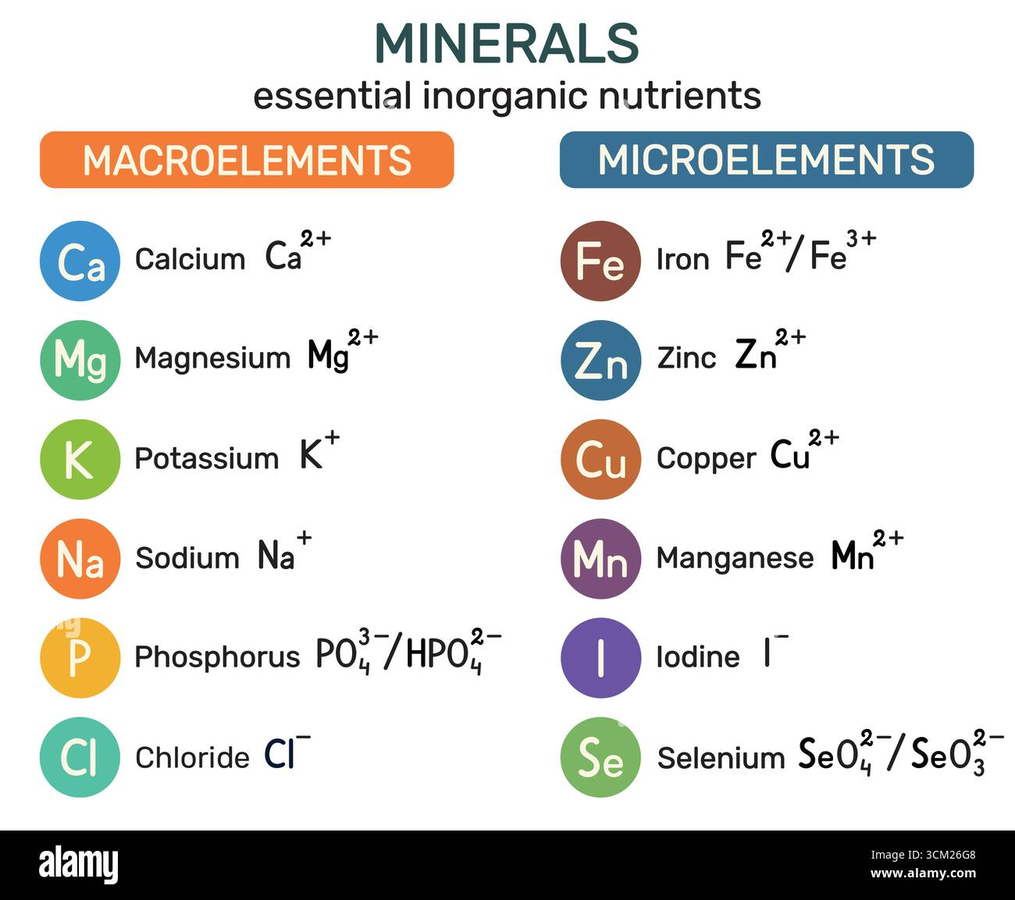 MINERALS
essential inorganic nutrients
MACROELEMENTS
Ca Calcium Ca²⁺
Mg Magnesium Mg²⁺
K Potassium K⁺
Na Sodium Na⁺
P Phosphorus PO₄³⁻/HPO₄²⁻
Cl Chloride Cl⁻
MICROELEMENTS
Fe Iron Fe²⁺/Fe³⁺
Zn Zinc Zn²⁺
Cu Copper Cu²⁺
Mn Manganese Mn²⁺
I Iodine I⁻
Se Selenium SeO₄²⁻/SeO₃²⁻
alamy
Image ID: 3CM26G8
www.alamy.com